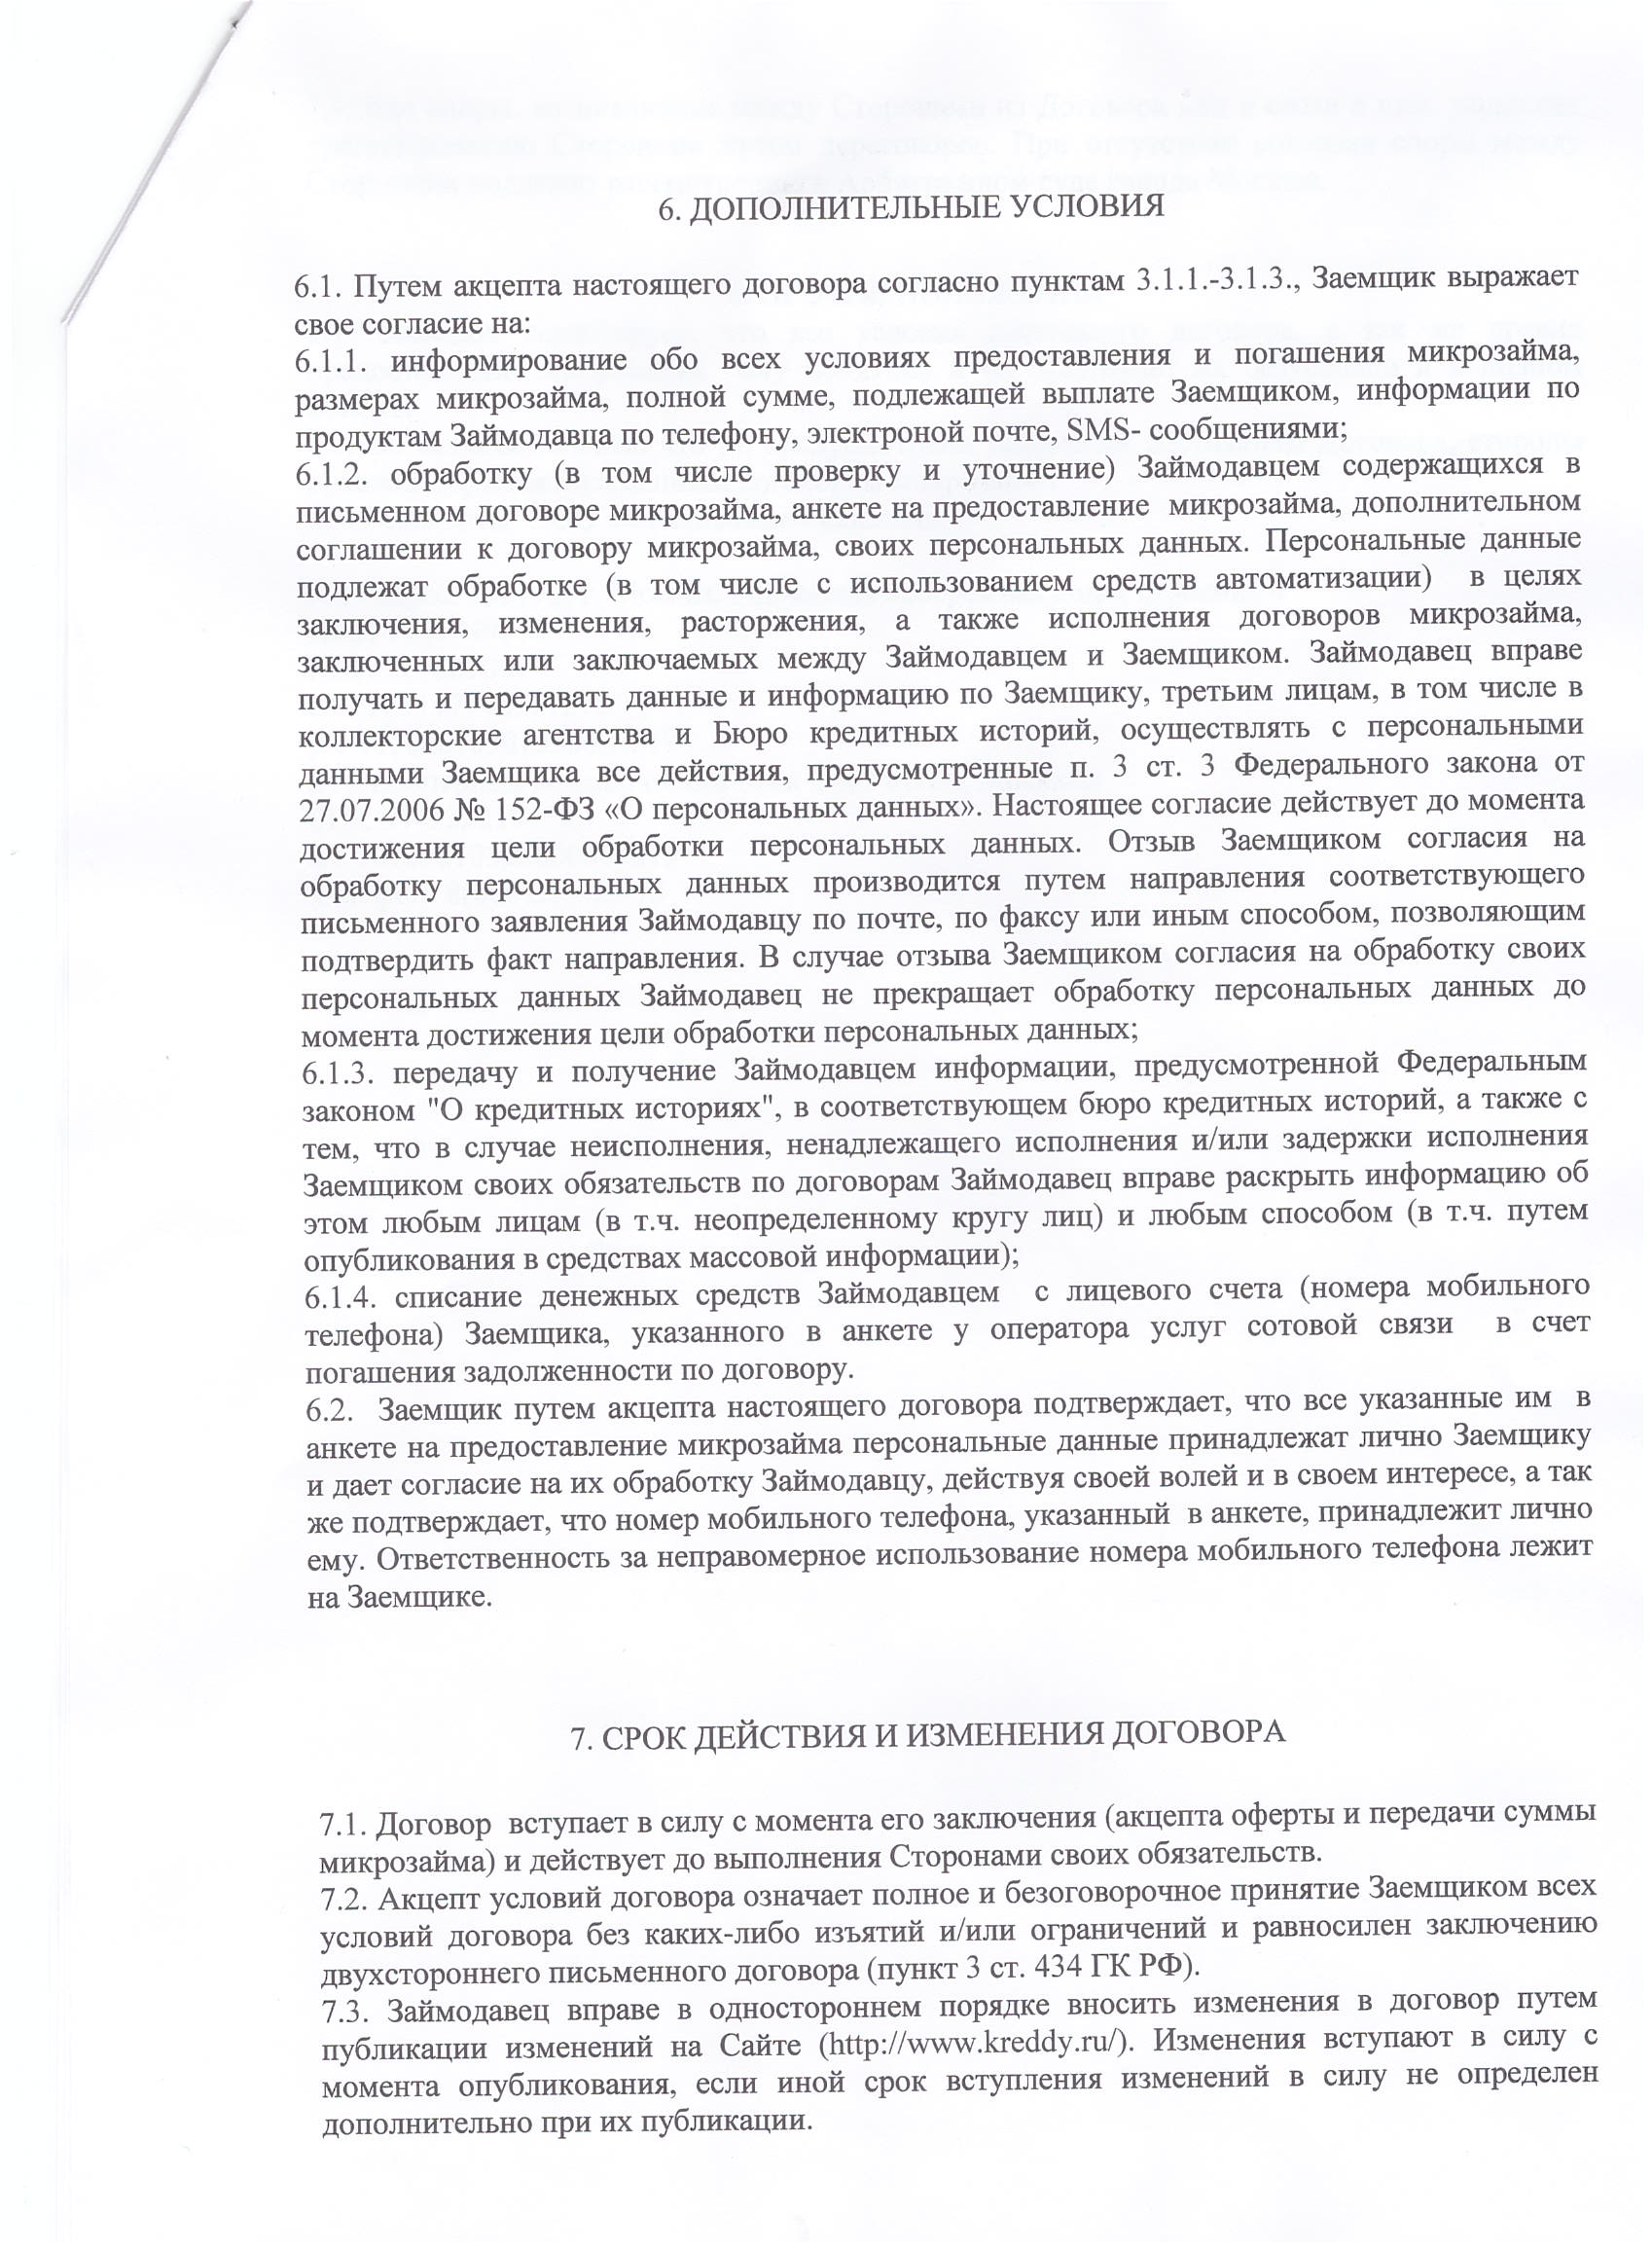 6. ДОПОЛНИТЕЛЬНЫЕ УСЛОВИЯ
6.1. Путем акцепта настоящего договора согласно пунктам 3.1.1.-3.1.3., Заемщик выражает
свое согласие на:
6.1.1. информирование обо всех условиях предоставления и погашения микрозайма,
размерах микрозайма, полной сумме, подлежащей выплате Заемщиком, информации по
продуктам Займодавца по телефону, электроной почте, SMS- сообщениями;
6.1.2. обработку (в том числе проверку и уточнение) Займодавцем содержащихся в
письменном договоре микрозайма, анкете на предоставление микрозайма, дополнительном
соглашении к договору микрозайма, своих персональных данных. Персональные данные
подлежат обработке (в том числе с использованием средств автоматизации) в целях
заключения, изменения, расторжения, а также исполнения договоров микрозайма,
заключенных или заключаемых между Займодавцем и Заемщиком. Займодавец вправе
получать и передавать данные и информацию по Заемщику, третьим лицам, в том числе в
коллекторские агентства и Бюро кредитных историй, осуществлять с персональными
данными Заемщика все действия, предусмотренные п. 3 ст. 3 Федерального закона от
27.07.2006 № 152-ФЗ «О персональных данных». Настоящее согласие действует до момента
достижения цели обработки персональных данных. Отзыв Заемщиком согласия на
обработку персональных данных производится путем направления соответствующего
письменного заявления Займодавцу по почте, по факсу или иным способом, позволяющим
подтвердить факт направления. В случае отзыва Заемщиком согласия на обработку своих
персональных данных Займодавец не прекращает обработку персональных данных до
момента достижения цели обработки персональных данных;
6.1.3. передачу и получение Займодавцем информации, предусмотренной Федеральным
законом "О кредитных историях", в соответствующем бюро кредитных историй, а также с
тем, что в случае неисполнения, ненадлежащего исполнения и/или задержки исполнения
Заемщиком своих обязательств по договорам Займодавец вправе раскрыть информацию об
этом любым лицам (в т.ч. неопределенному кругу лиц) и любым способом (в т.ч. путем
опубликования в средствах массовой информации);
6.1.4. списание денежных средств Займодавцем с лицевого счета (номера мобильного
телефона) Заемщика, указанного в анкете у оператора услуг сотовой связи в счет
погашения задолженности по договору.
6.2. Заемщик путем акцепта настоящего договора подтверждает, что все указанные им в
анкете на предоставление микрозайма персональные данные принадлежат лично Заемщику
и дает согласие на их обработку Займодавцу, действуя своей волей и в своем интересе, а так
же подтверждает, что номер мобильного телефона, указанный в анкете, принадлежит лично
ему. Ответственность за неправомерное использование номера мобильного телефона лежит
на Заемщике.
7. СРОК ДЕЙСТВИЯ И ИЗМЕНЕНИЯ ДОГОВОРА
7.1. Договор вступает в силу с момента его заключения (акцепта оферты и передачи суммы
микрозайма) и действует до выполнения Сторонами своих обязательств.
7.2. Акцепт условий договора означает полное и безоговорочное принятие Заемщиком всех
условий договора без каких-либо изъятий и/или ограничений и равносилен заключению
двухстороннего письменного договора (пункт 3 ст. 434 ГК РФ).
7.3. Займодавец вправе в одностороннем порядке вносить изменения в договор путем
публикации изменений на Сайте (http://www.kreddy.ru/). Изменения вступают в силу с
момента опубликования, если иной срок вступления изменений в силу не определен
дополнительно при их публикации.